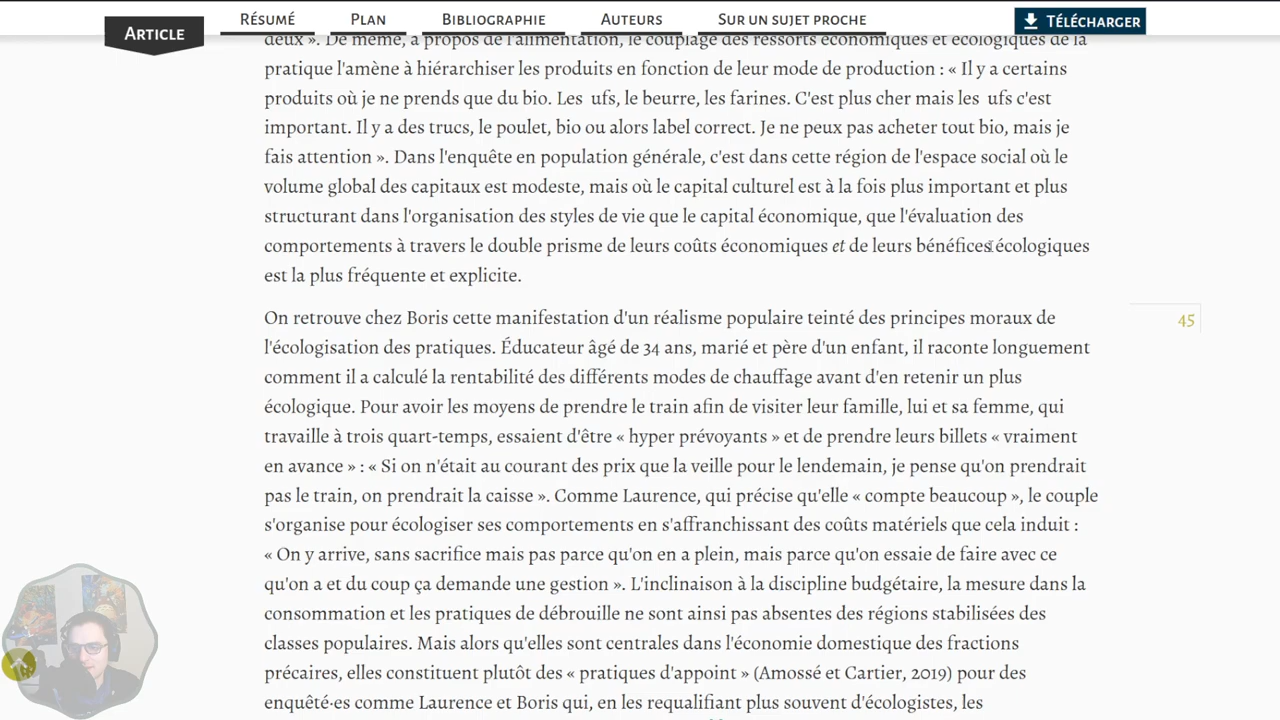 ARTICLE
RÉSUMÉ PLAN BIBLIOGRAPHIE AUTEURS SUR UN SUJET PROCHE TÉLÉCHARGER
deux ». De même, à propos de l'alimentation, le couplage des ressorts économiques et écologiques de la
pratique l'amène à hiérarchiser les produits en fonction de leur mode de production : « Il y a certains
produits où je ne prends que du bio. Les ufs, le beurre, les farines. C'est plus cher mais les ufs c'est
important. Il y a des trucs, le poulet, bio ou alors label correct. Je ne peux pas acheter tout bio, mais je
fais attention ». Dans l'enquête en population générale, c'est dans cette région de l'espace social où le
volume global des capitaux est modeste, mais où le capital culturel est à la fois plus important et plus
structurant dans l'organisation des styles de vie que le capital économique, que l'évaluation des
comportements à travers le double prisme de leurs coûts économiques et de leurs bénéfices écologiques
est la plus fréquente et explicite.
On retrouve chez Boris cette manifestation d'un réalisme populaire teinté des principes moraux de
45
l'écologisation des pratiques. Éducateur âgé de 34 ans, marié et père d'un enfant, il raconte longuement
comment il a calculé la rentabilité des différents modes de chauffage avant d'en retenir un plus
écologique. Pour avoir les moyens de prendre le train afin de visiter leur famille, lui et sa femme, qui
travaille à trois quart-temps, essaient d'être « hyper prévoyants » et de prendre leurs billets « vraiment
en avance » : « Si on n'était au courant des prix que la veille pour le lendemain, je pense qu'on prendrait
pas le train, on prendrait la caisse ». Comme Laurence, qui précise qu'elle « compte beaucoup », le couple
s'organise pour écologiser ses comportements en s'affranchissant des coûts matériels que cela induit :
« On y arrive, sans sacrifice mais pas parce qu'on en a plein, mais parce qu'on essaie de faire avec ce
qu'on a et du coup ça demande une gestion ». L'inclinaison à la discipline budgétaire, la mesure dans la
consommation et les pratiques de débrouille ne sont ainsi pas absentes des régions stabilisées des
classes populaires. Mais alors qu'elles sont centrales dans l'économie domestique des fractions
précaires, elles constituent plutôt des « pratiques d'appoint » (Amossé et Cartier, 2019) pour des
enquêté·es comme Laurence et Boris qui, en les requalifiant plus souvent d'écologistes, les